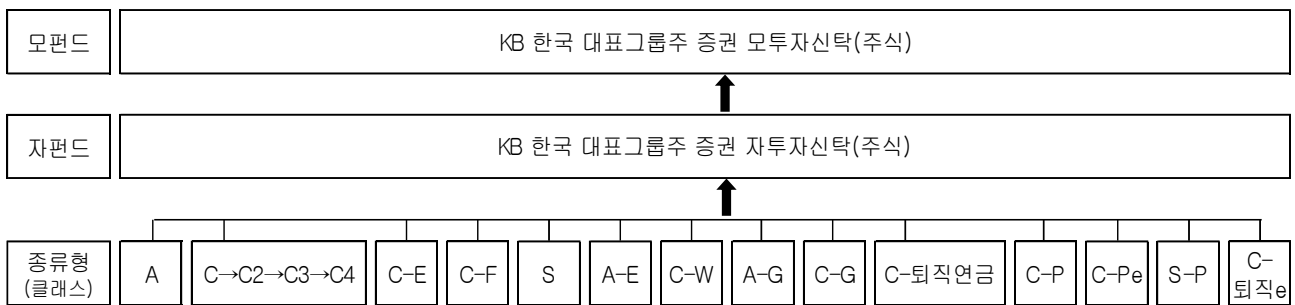 모펀드
KB 한국 대표그룹주 증권 모투자신탁(주식)
자펀드
KB 한국 대표그룹주 증권 자투자신탁(주식)
종류형
(클래스)
A
C→C2→C3→C4
C-E
C-F
S
A-E
C-W
A-G
C-G
C-퇴직연금
C-P
C-Pe
S-P
C-
퇴직e